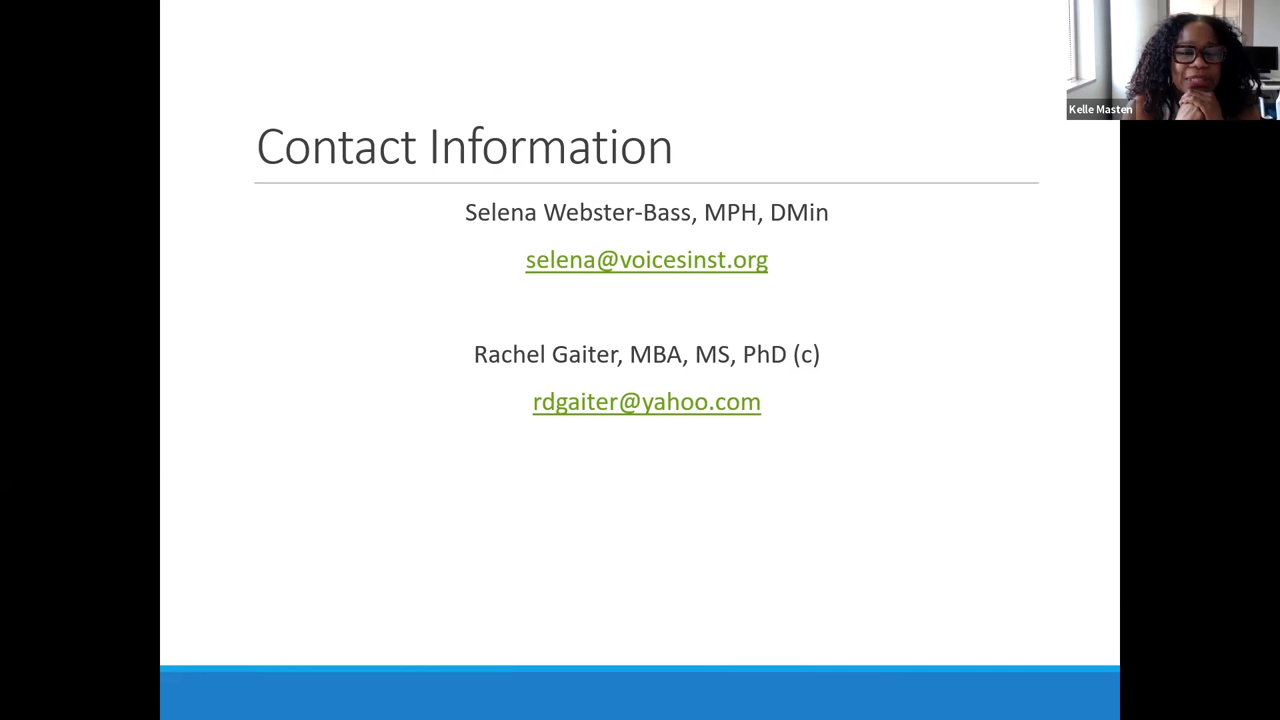 Contact Information
Selena Webster-Bass, MPH, DMin
selena@voicesinst.org
Rachel Gaiter, MBA, MS, PhD (c)
rdgaiter@yahoo.com
Kelle Masten